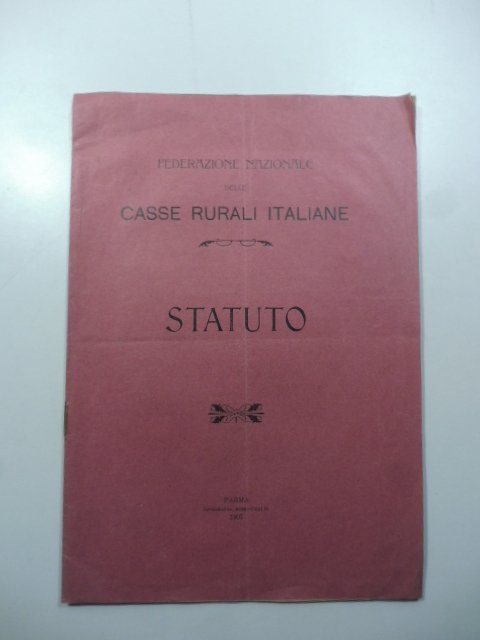 FEDERAZIONE NAZIONALE
DELLE
CASSE RURALI ITALIANE
STATUTO
PARMA